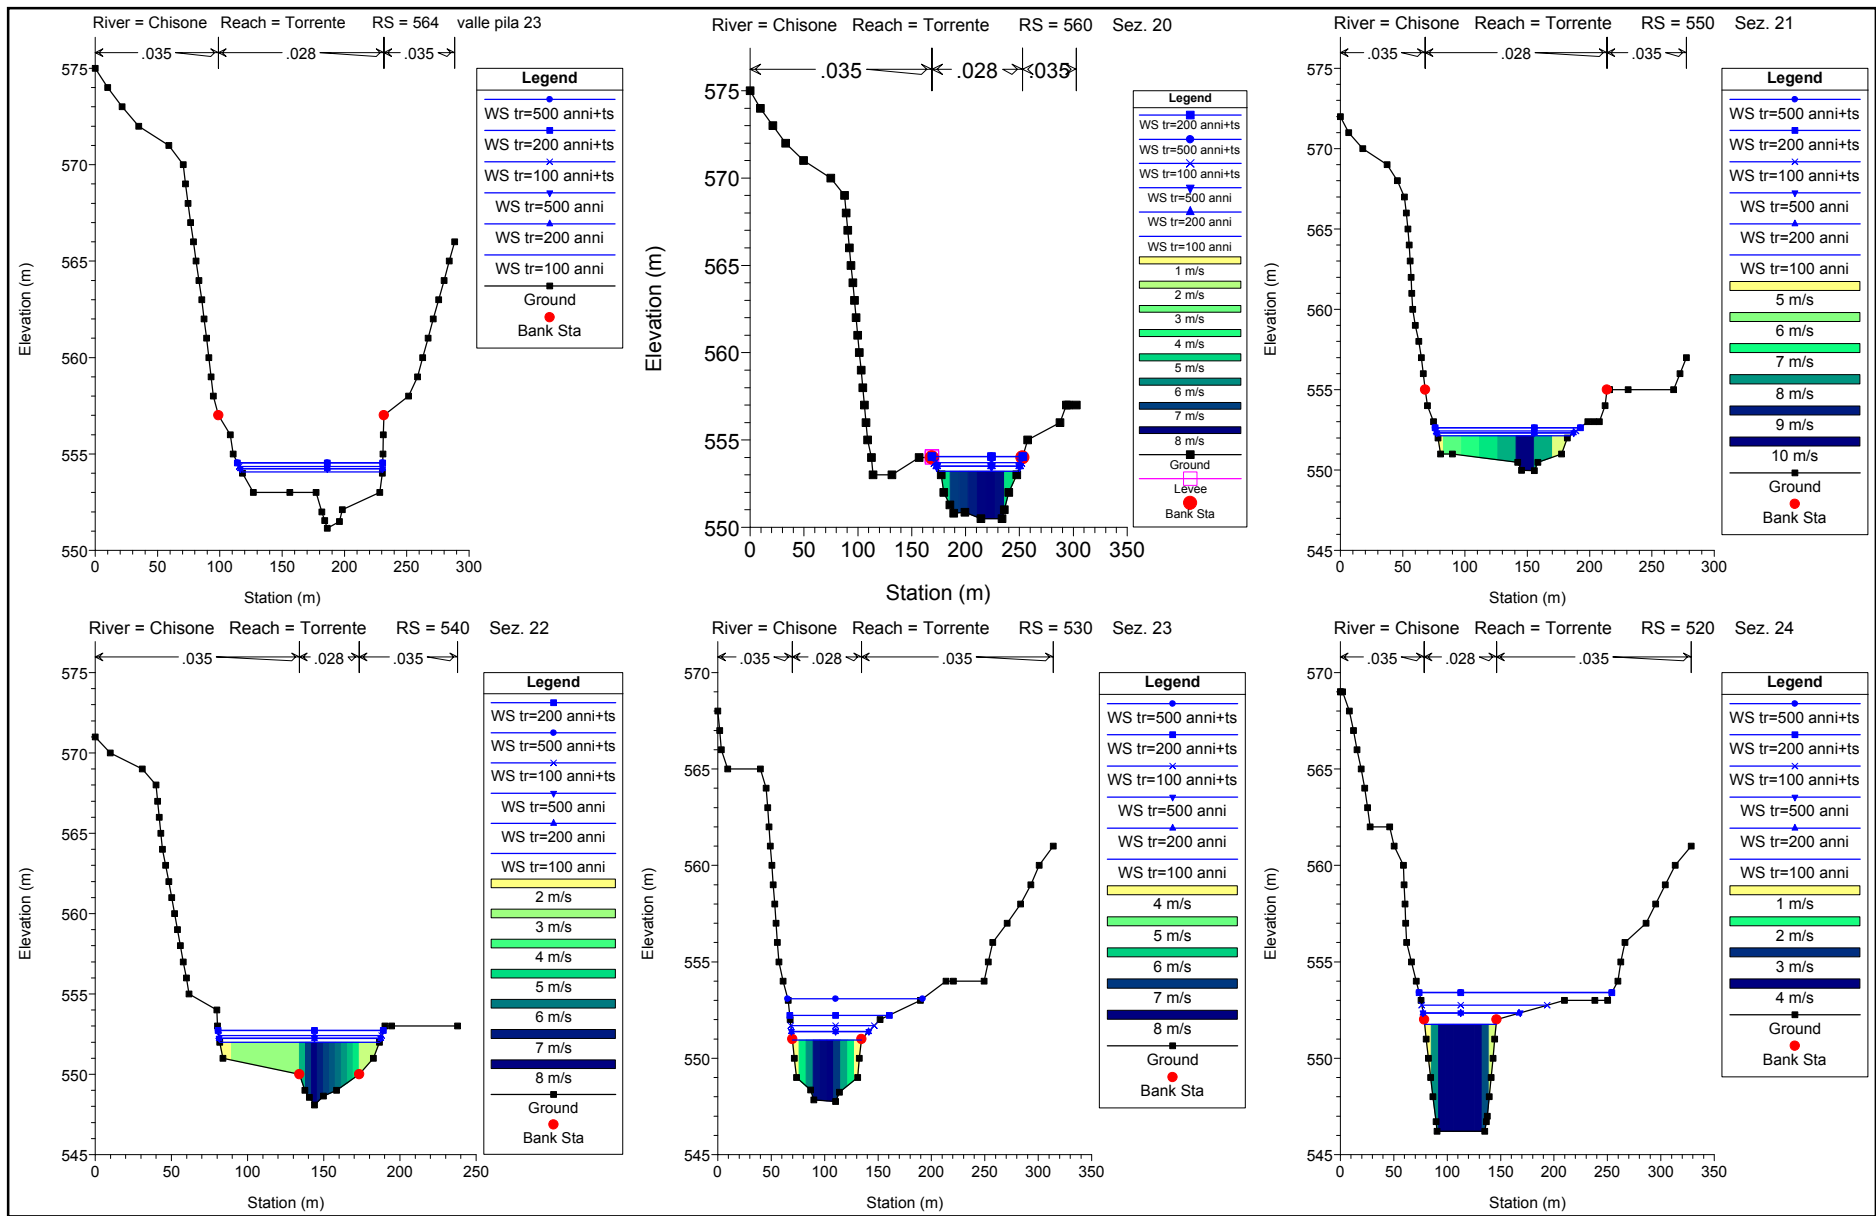 River = Chisone Reach = Torrente RS = 564 valle pila 23
.035 .028 .035
575
570
565
560
555
550
0 50 100 150 200 250 300
Elevation (m)
Station (m)
Legend
WS tr=500 anni+ts
WS tr=200 anni+ts
WS tr=100 anni+ts
WS tr=500 anni
WS tr=200 anni
WS tr=100 anni
Ground
Bank Sta
River = Chisone Reach = Torrente RS = 560 Sez. 20
.035 .028 .035
575
570
565
560
555
550
0 50 100 150 200 250 300 350
Elevation (m)
Station (m)
Legend
WS tr=200 anni+ts
WS tr=500 anni+ts
WS tr=100 anni+ts
WS tr=500 anni
WS tr=200 anni
WS tr=100 anni
1 m/s
2 m/s
3 m/s
4 m/s
5 m/s
6 m/s
7 m/s
8 m/s
Ground
Levee
Bank Sta
River = Chisone Reach = Torrente RS = 550 Sez. 21
.035 .028 .035
575
570
565
560
555
550
545
0 50 100 150 200 250 300
Elevation (m)
Station (m)
Legend
WS tr=500 anni+ts
WS tr=200 anni+ts
WS tr=100 anni+ts
WS tr=500 anni
WS tr=200 anni
WS tr=100 anni
5 m/s
6 m/s
7 m/s
8 m/s
9 m/s
10 m/s
Ground
Bank Sta
River = Chisone Reach = Torrente RS = 540 Sez. 22
.035 .028 .035
575
570
565
560
555
550
545
0 50 100 150 200 250
Elevation (m)
Station (m)
Legend
WS tr=200 anni+ts
WS tr=500 anni+ts
WS tr=100 anni+ts
WS tr=500 anni
WS tr=200 anni
WS tr=100 anni
2 m/s
3 m/s
4 m/s
5 m/s
6 m/s
7 m/s
8 m/s
Ground
Bank Sta
River = Chisone Reach = Torrente RS = 530 Sez. 23
.035 .028 .035
570
565
560
555
550
545
0 50 100 150 200 250 300 350
Elevation (m)
Station (m)
Legend
WS tr=500 anni+ts
WS tr=200 anni+ts
WS tr=100 anni+ts
WS tr=500 anni
WS tr=200 anni
WS tr=100 anni
4 m/s
5 m/s
6 m/s
7 m/s
8 m/s
Ground
Bank Sta
River = Chisone Reach = Torrente RS = 520 Sez. 24
.035 .028 .035
570
565
560
555
550
545
0 50 100 150 200 250 300 350
Elevation (m)
Station (m)
Legend
WS tr=500 anni+ts
WS tr=200 anni+ts
WS tr=100 anni+ts
WS tr=500 anni
WS tr=200 anni
WS tr=100 anni
1 m/s
2 m/s
3 m/s
4 m/s
Ground
Bank Sta